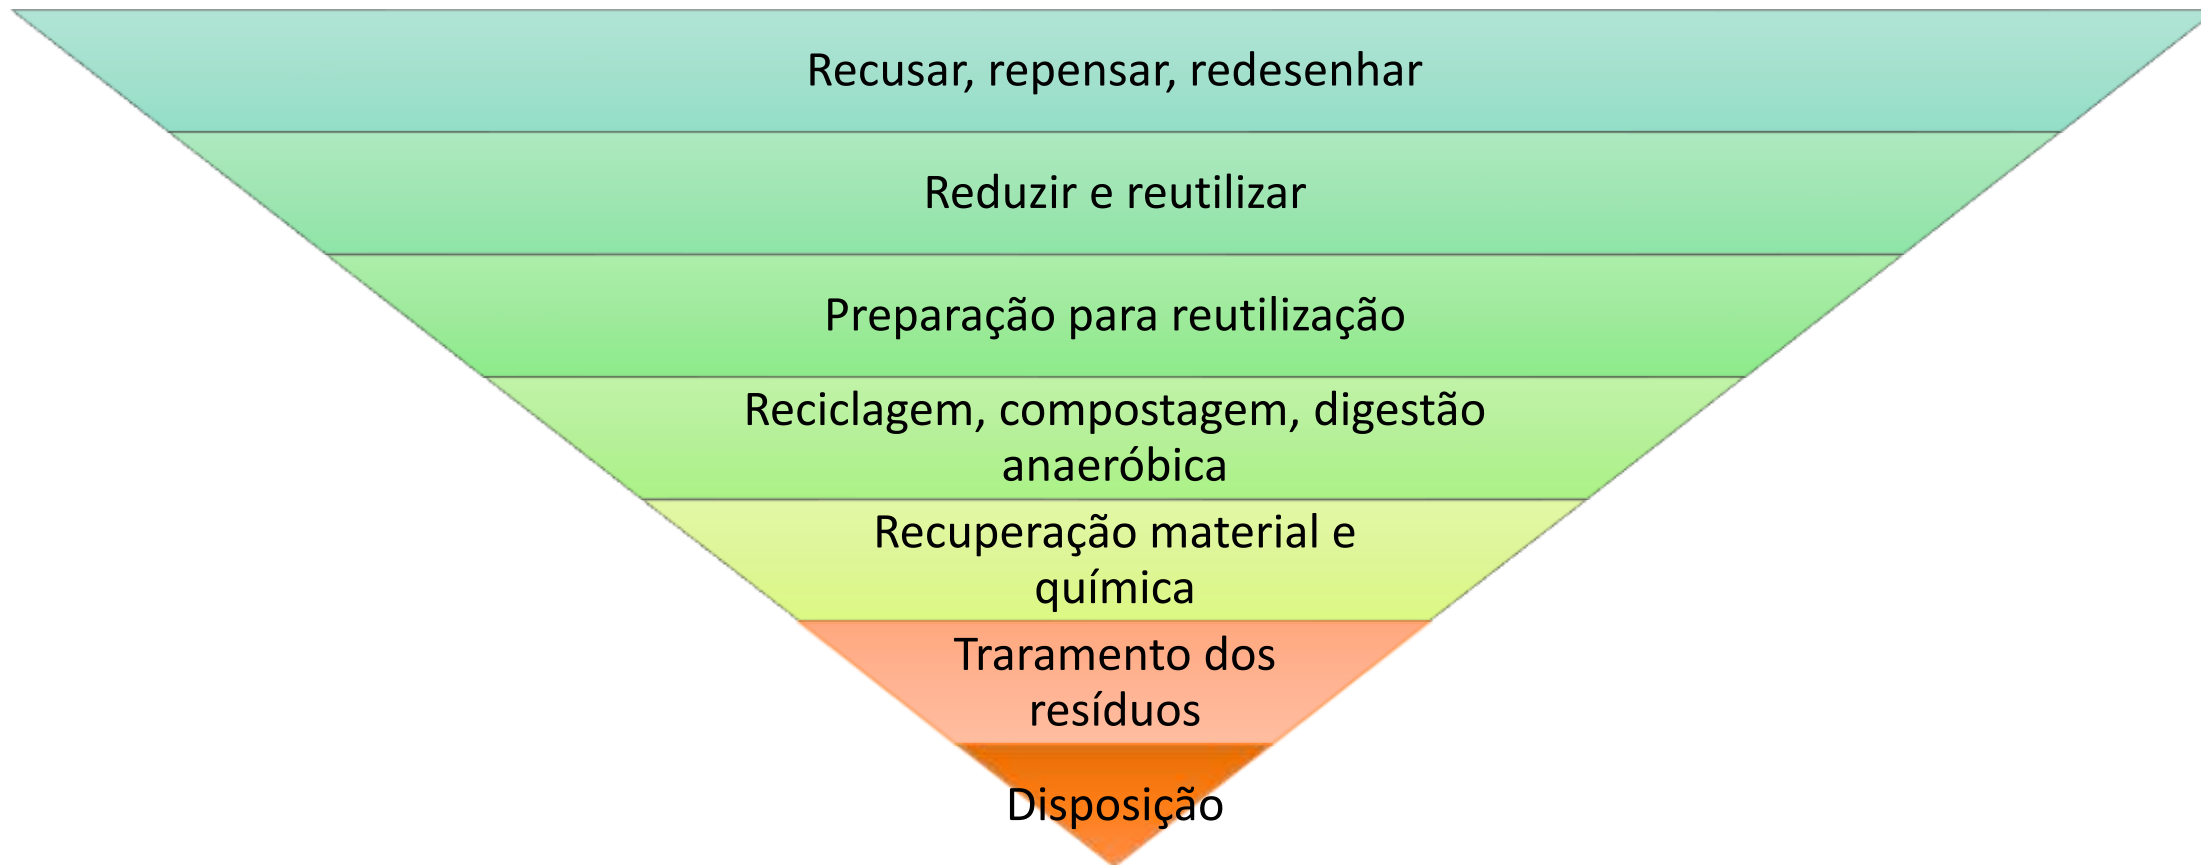 Recusar, repensar, redesenhar
Reduzir e reutilizar
Preparação para reutilização
Reciclagem, compostagem, digestão
anaeróbica
Recuperação material e
química
Traramento dos
resíduos
Disposição